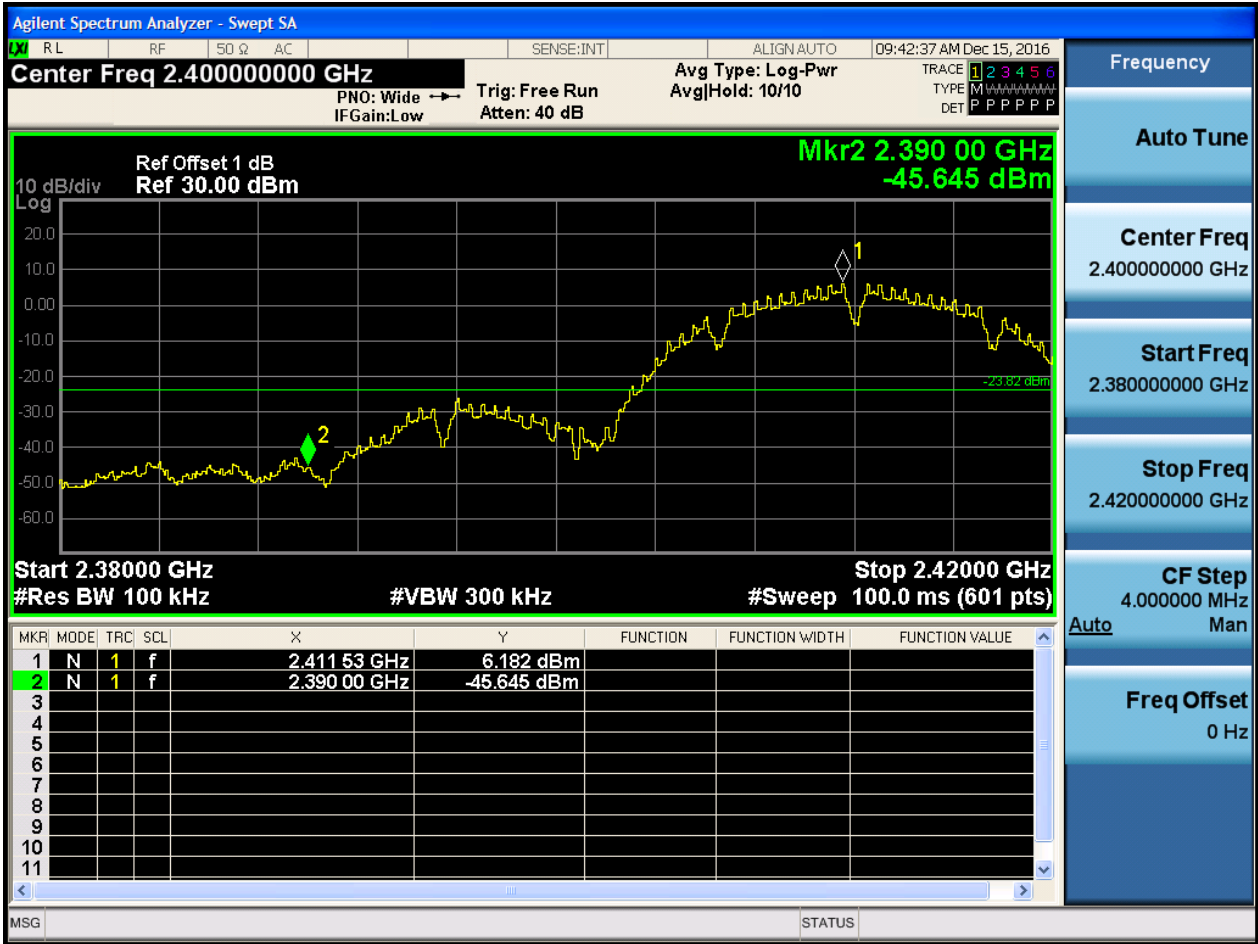 Agilent Spectrum Analyzer - Swept SA
LXI RL RF 50 Ω AC SENSE:INT ALIGN AUTO 09:42:37 AM Dec 15, 2016
Center Freq 2.400000000 GHz
PNO: Wide
IFGain:Low
Trig: Free Run
Atten: 40 dB
Avg Type: Log-Pwr
Avg|Hold: 10/10
TRACE 1 2 3 4 5 6
TYPE M WWWWW
DET P P P P P P
Mkr2 2.390 00 GHz
-45.645 dBm
Ref Offset 1 dB
10 dB/div Ref 30.00 dBm
Log
20.0
10.0
0.00
-10.0
-20.0
-30.0
-40.0
-50.0
-60.0
1
2
-23.82 dBm
Start 2.38000 GHz Stop 2.42000 GHz
#Res BW 100 kHz #VBW 300 kHz #Sweep 100.0 ms (601 pts)
MKR MODE TRC SCL X Y FUNCTION FUNCTION WIDTH FUNCTION VALUE
1 N 1 f 2.411 53 GHz 6.182 dBm
2 N 1 f 2.390 00 GHz -45.645 dBm
3
4
5
6
7
8
9
10
11
MSG STATUS
Frequency
Auto Tune
Center Freq
2.400000000 GHz
Start Freq
2.380000000 GHz
Stop Freq
2.420000000 GHz
CF Step
4.000000 MHz
Auto Man
Freq Offset
0 Hz